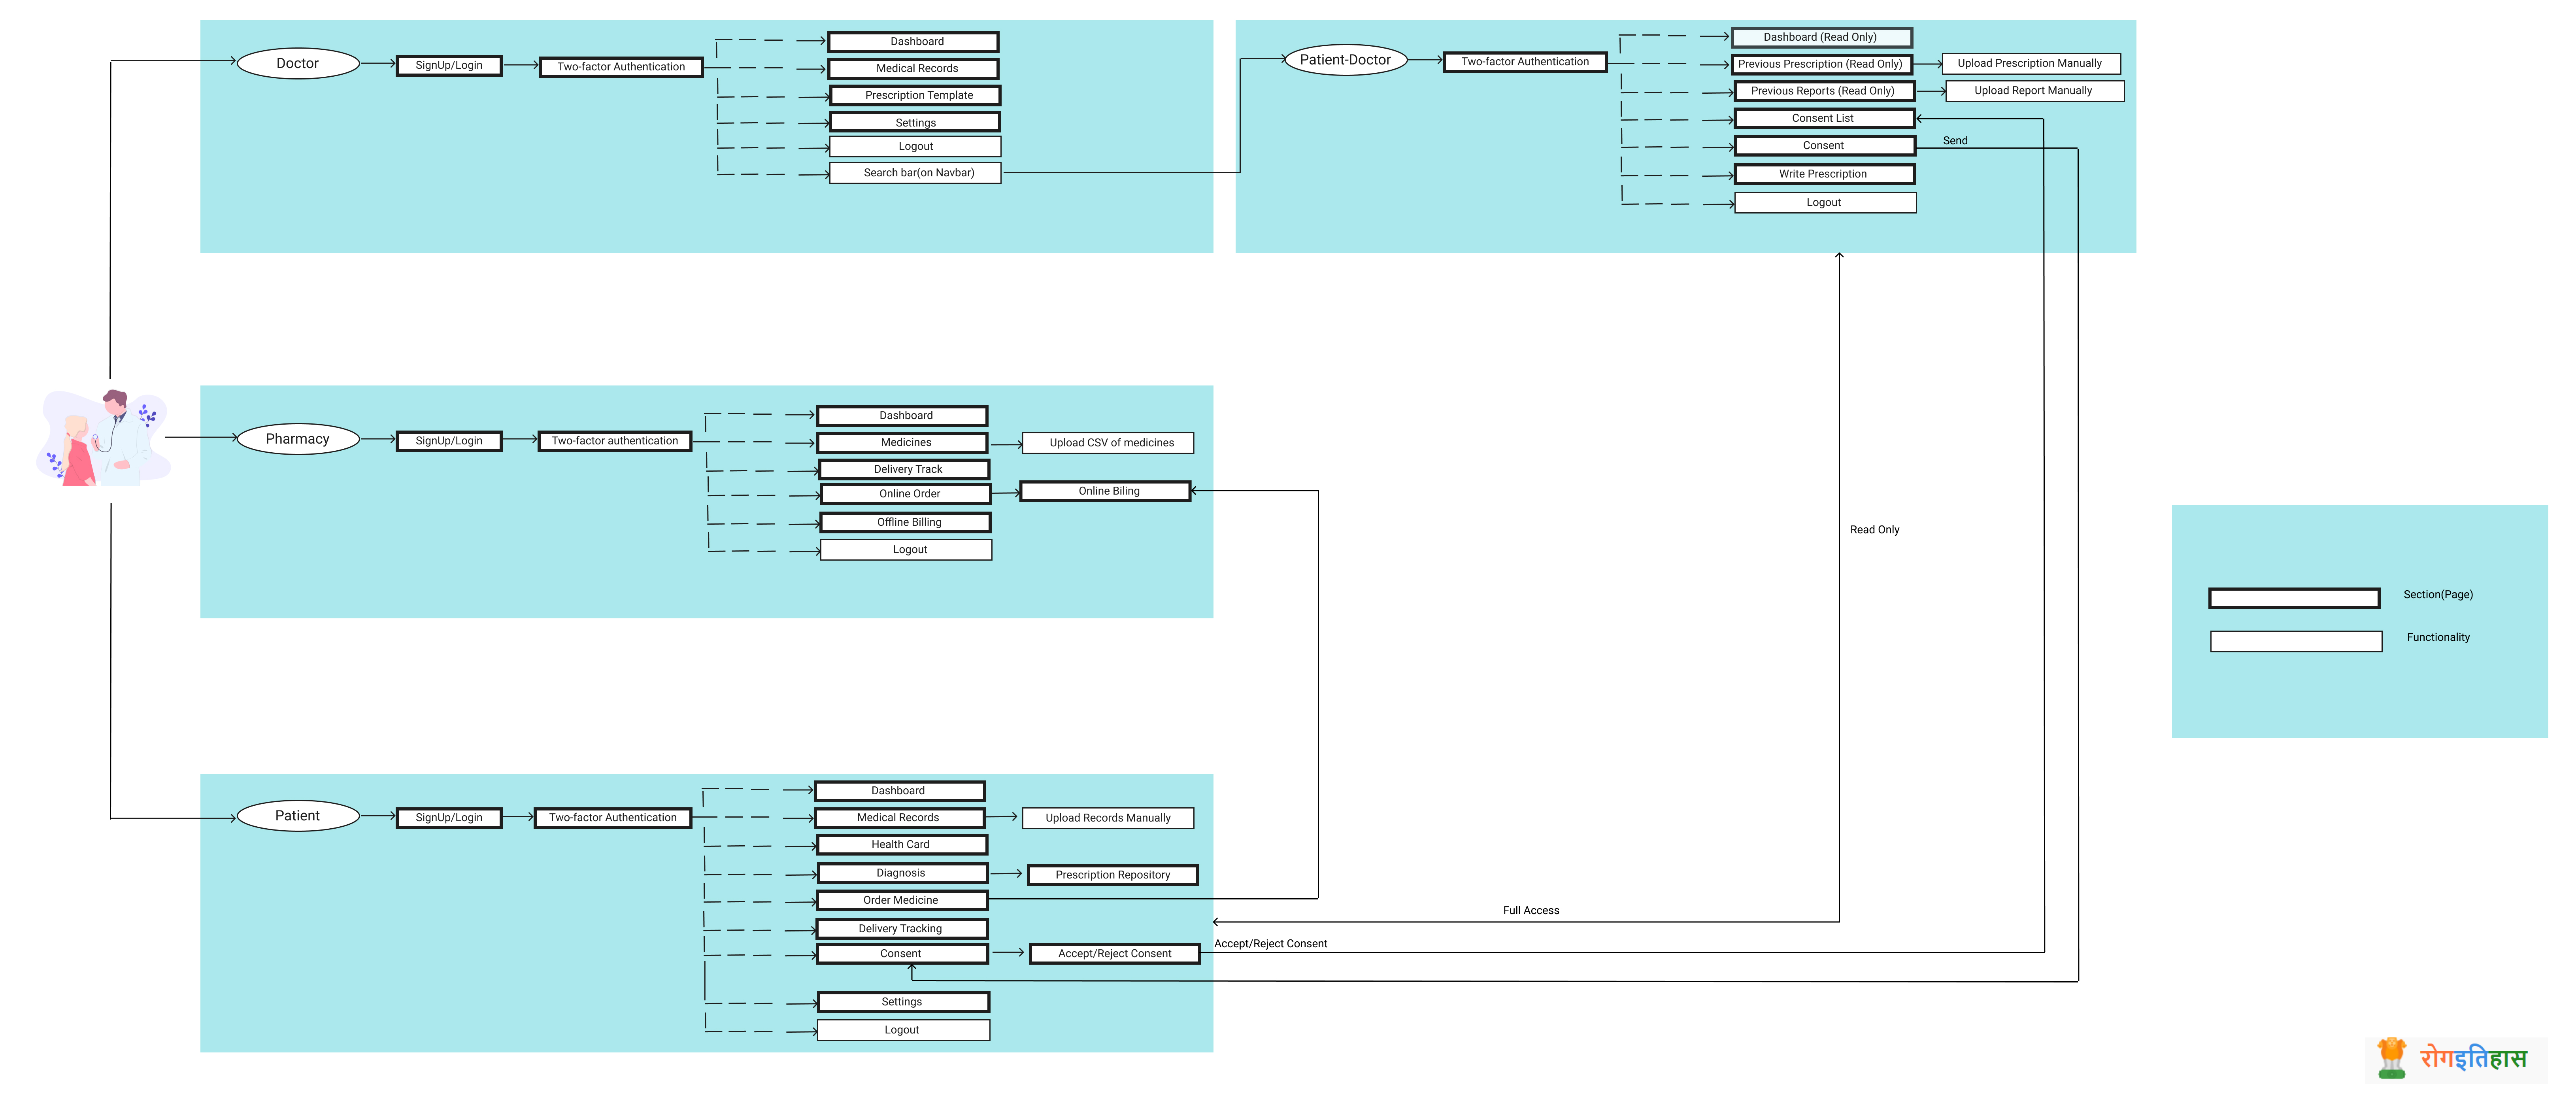 Doctor
SignUp/Login
Two-factor Authentication
Dashboard
Medical Records
Prescription Template
Settings
Logout
Search bar(on Navbar)
Patient-Doctor
Two-factor Authentication
Dashboard (Read Only)
Previous Prescription (Read Only)
Upload Prescription Manually
Previous Reports (Read Only)
Upload Report Manually
Consent List
Consent
Send
Write Prescription
Logout
Pharmacy
SignUp/Login
Two-factor authentication
Dashboard
Medicines
Upload CSV of medicines
Delivery Track
Online Order
Online Biling
Offline Billing
Logout
Read Only
Section(Page)
Functionality
Patient
SignUp/Login
Two-factor Authentication
Dashboard
Medical Records
Upload Records Manually
Health Card
Diagnosis
Prescription Repository
Order Medicine
Delivery Tracking
Consent
Accept/Reject Consent
Settings
Logout
Full Access
Accept/Reject Consent
रोगइतिहास